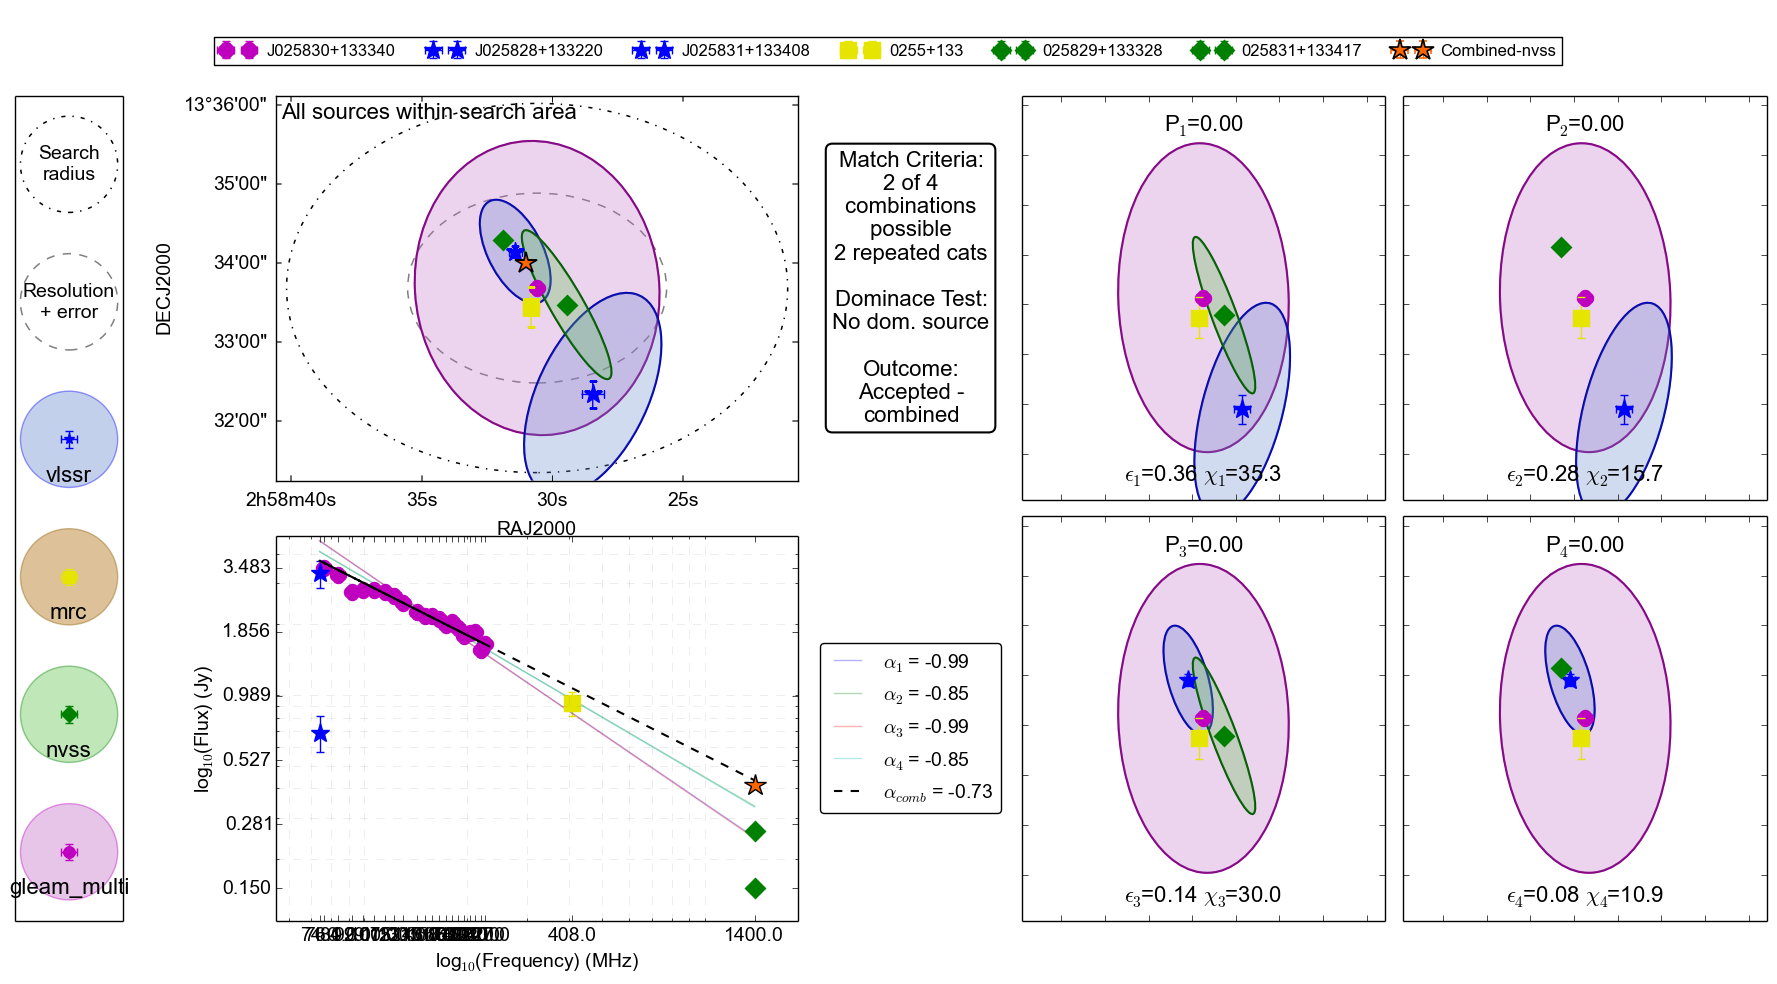 J025830+133340 J025828+133220 J025831+133408 0255+133 025829+133328 025831+133417 Combined-nvss
Search
radius
Resolution
+ error
vlssr
mrc
nvss
gleam_multi
All sources within search area
13°36'00"
35'00"
34'00"
33'00"
32'00"
DECJ2000
2h58m40s 35s 30s 25s
RAJ2000
Match Criteria:
2 of 4
combinations
possible
2 repeated cats
Dominace Test:
No dom. source
Outcome:
Accepted -
combined
P1=0.00
ϵ1=0.36 χ1=35.3
P2=0.00
ϵ2=0.28 χ2=15.7
P3=0.00
ϵ3=0.14 χ3=30.0
P4=0.00
ϵ4=0.08 χ4=10.9
3.483
1.856
0.989
0.527
0.281
0.150
log10(Flux) (Jy)
408.0 1400.0
log10(Frequency) (MHz)
α1 = -0.99
α2 = -0.85
α3 = -0.99
α4 = -0.85
αcomb = -0.73